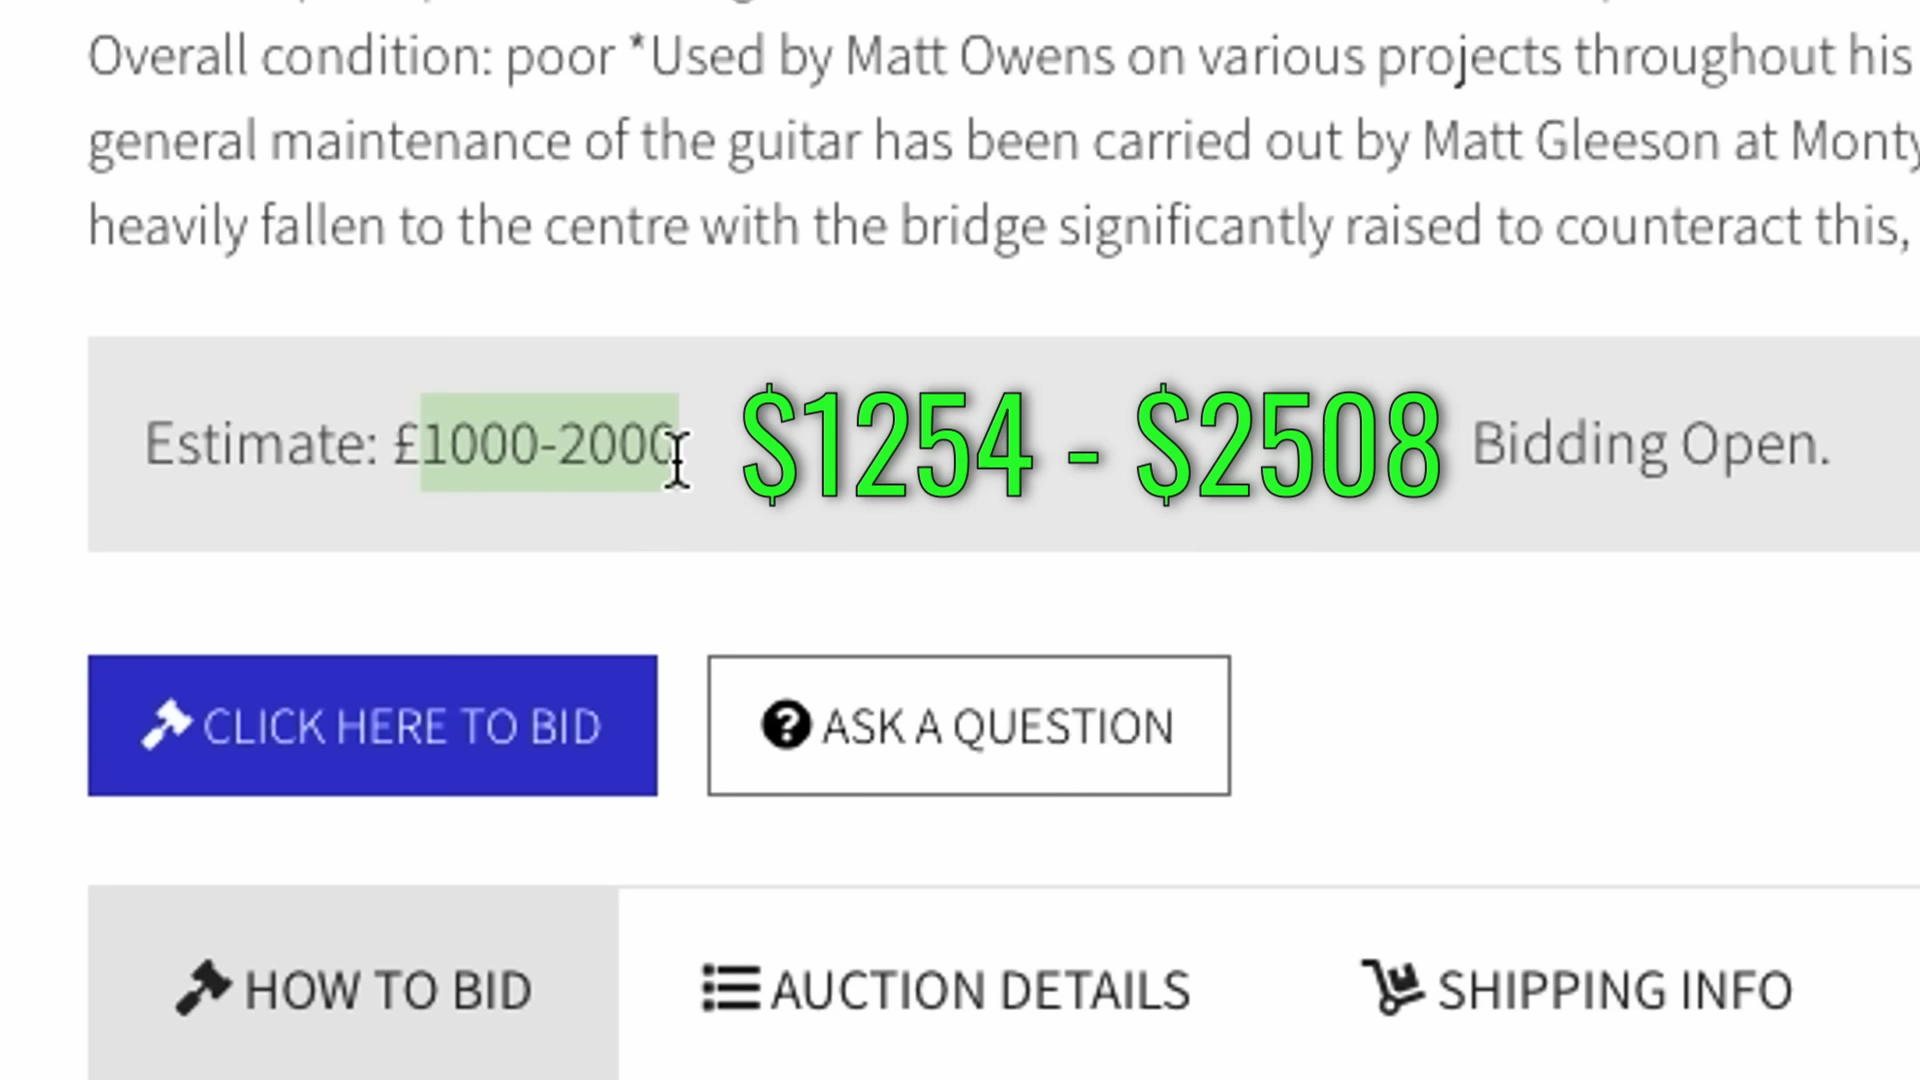 Overall condition: poor *Used by Matt Owens on various projects throughout his
general maintenance of the guitar has been carried out by Matt Gleeson at Monty
heavily fallen to the centre with the bridge significantly raised to counteract this,
Estimate: £1000-2000 $1254 - $2508 Bidding Open.
CLICK HERE TO BID ASK A QUESTION
HOW TO BID AUCTION DETAILS SHIPPING INFO